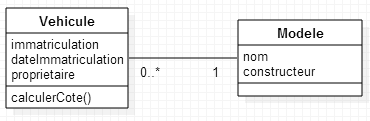 Vehicule
immatriculation
dateImmatriculation
proprietaire
calculerCote()
0..*
1
Modele
nom
constructeur